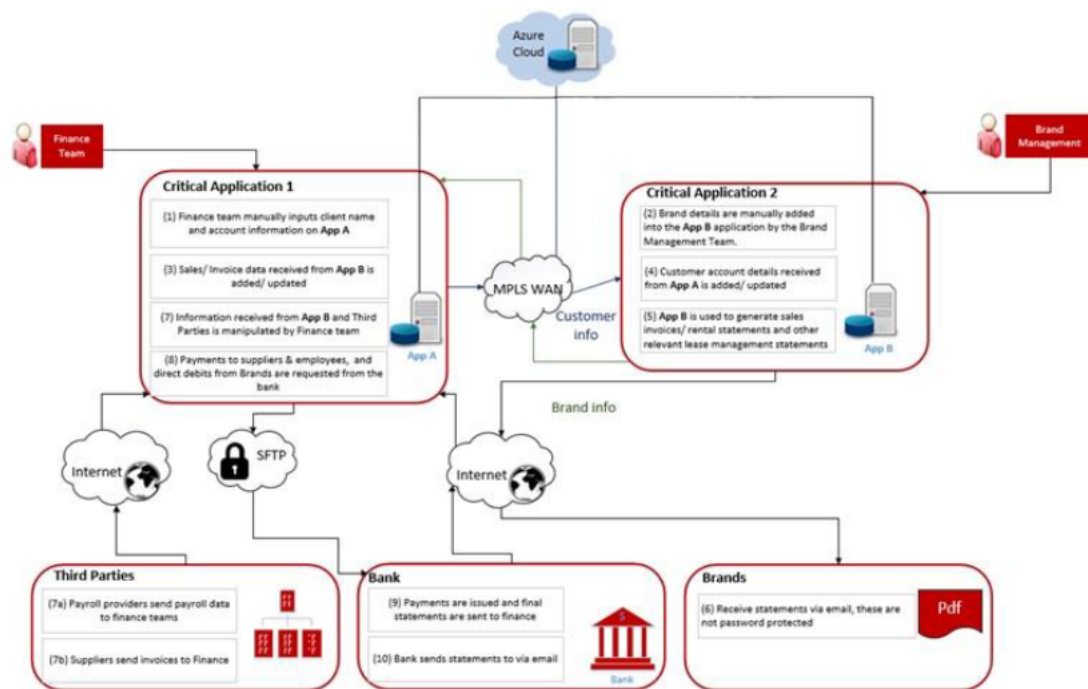 Azure
Cloud
Finance
Team
Brand
Management
Critical Application 1
(1) Finance team manually inputs client name
and account information on App A
(3) Sales/ Invoice data received from App B is
added/ updated
(7) Information received from App B and Third
Parties is manipulated by Finance team
(8) Payments to suppliers & employees, and
direct debits from Brands are requested from the
bank
App A
MPLS WAN
Customer
info
Critical Application 2
(2) Brand details are manually added
into the App B application by the Brand
Management Team.
(4) Customer account details received
from App A is added/ updated
(5) App B is used to generate sales
invoices/ rental statements and other
relevant lease management statements
App B
Brand info
Internet
SFTP
Internet
Third Parties
(7a) Payroll providers send payroll data
to finance teams
(7b) Suppliers send invoices to Finance
Bank
(9) Payments are issued and final
statements are sent to finance
(10) Bank sends statements to via email
S
Bank
Brands
(6) Receive statements via email, these are
not password protected
Pdf